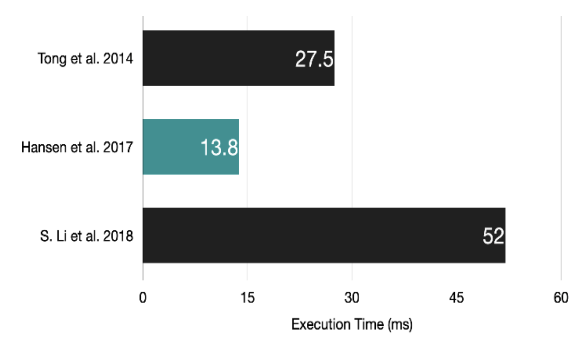 Tong et al. 2014
27.5
Hansen et al. 2017
13.8
S. Li et al. 2018
52
0 15 30 45 60
Execution Time (ms)